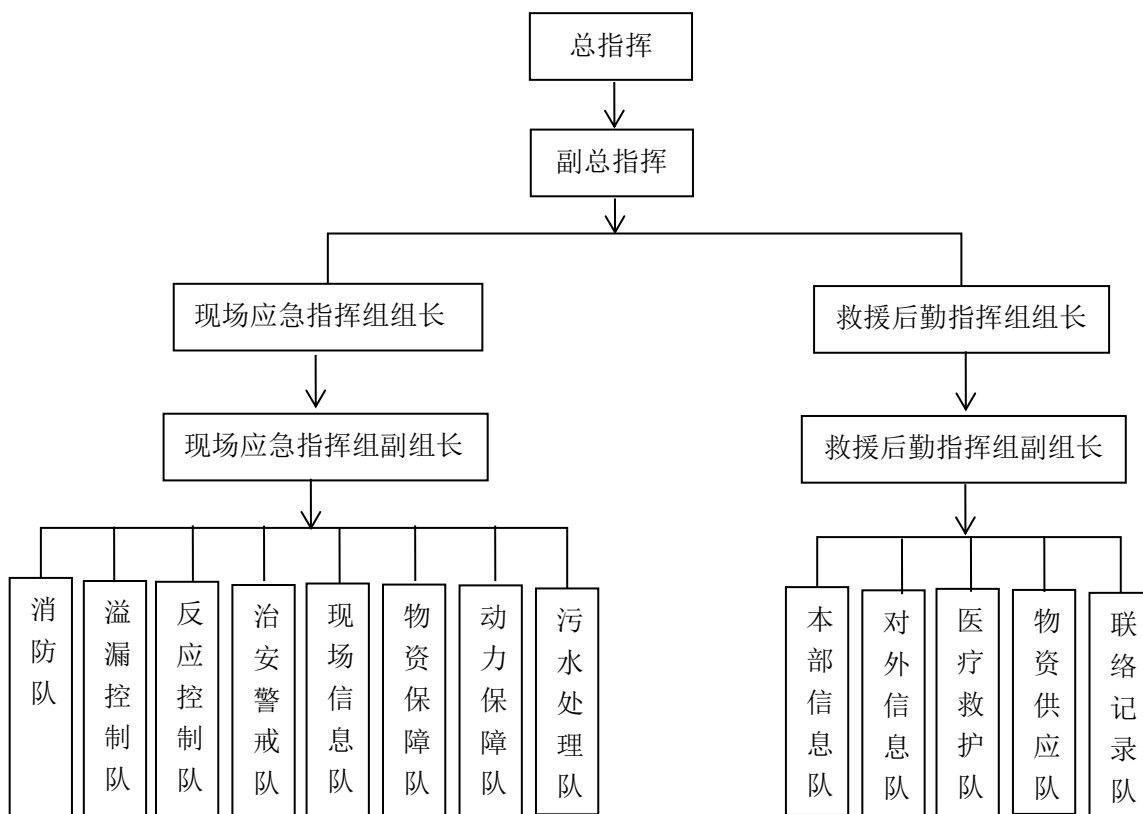 总指挥
副总指挥
现场应急指挥组组长
救援后勤指挥组组长
现场应急指挥组副组长
救援后勤指挥组副组长
消防队
溢漏控制队
反应控制队
治安警戒队
现场信息队
物资保障队
动力保障队
污水处理队
本部信息队
对外信息队
医疗救护队
物资供应队
联络记录队